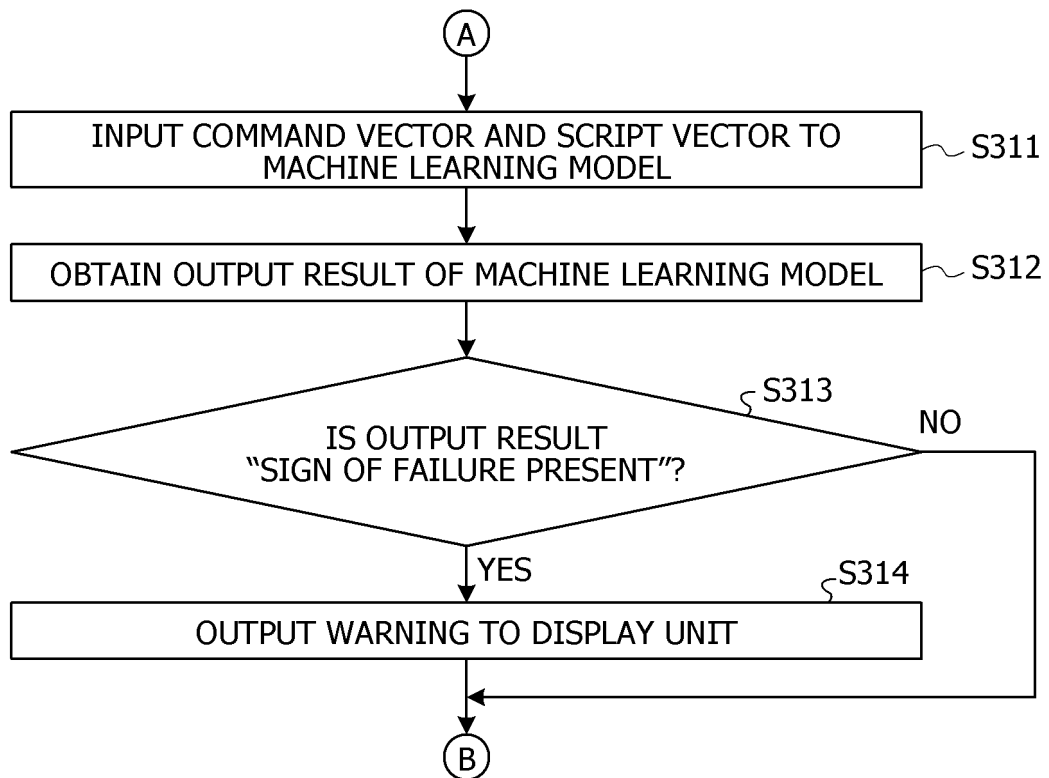 A
INPUT COMMAND VECTOR AND SCRIPT VECTOR TO
MACHINE LEARNING MODEL
S311
OBTAIN OUTPUT RESULT OF MACHINE LEARNING MODEL
S312
S313
IS OUTPUT RESULT
“SIGN OF FAILURE PRESENT”?
NO
YES
S314
OUTPUT WARNING TO DISPLAY UNIT
B